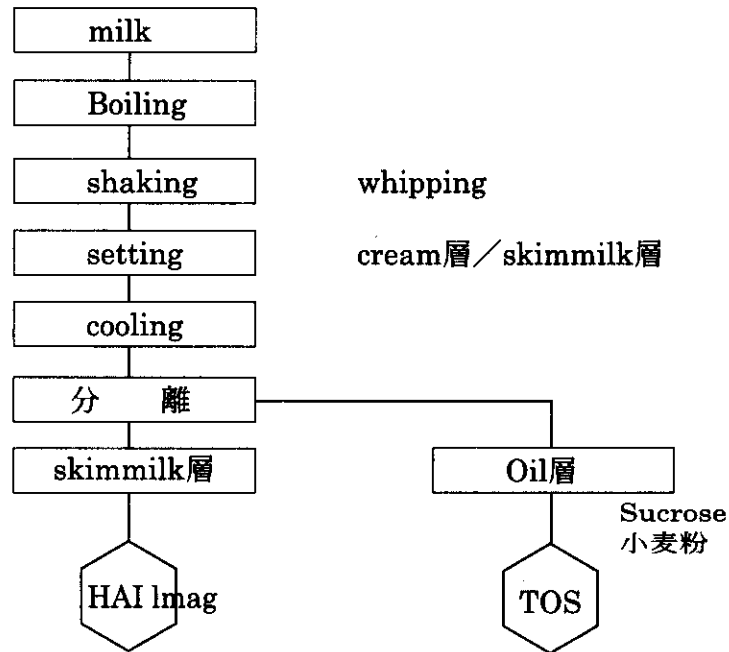 milk
Boiling
shaking
whipping
setting
cream層／skimmilk層
cooling
分　離
skimmilk層
Oil層
Sucrose
小麦粉
HAI lmag
TOS